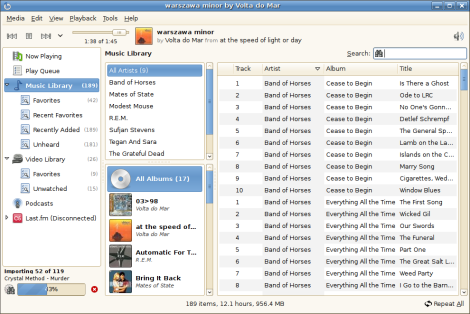 warszawa minor by Volta do Mar
Media Edit View Playback Tools Help
1:38 of 1:45
warszawa minor
by Volta do Mar from at the speed of light or day
Now Playing
Play Queue
Music Library (189)
Favorites (42)
Recent Favorites
Recently Added (189)
Unheard (181)
Video Library (26)
Favorites (9)
Unwatched (15)
Podcasts
Last.fm (Disconnected)
Importing 52 of 119
Crystal Method - Murder
Music Library
Search:
All Artists (9)
Band of Horses
Mates of State
Modest Mouse
R.E.M.
Sufjan Stevens
Tegan And Sara
The Grateful Dead
All Albums (17)
03>98
Volta do Mar
at the speed of...
Volta do Mar
Automatic For T...
R.E.M.
Bring It Back
Mates of State
Track Artist Album Title
1 Band of Horses Cease to Begin Is There a Ghost
2 Band of Horses Cease to Begin Ode to LRC
3 Band of Horses Cease to Begin No One's Gonn...
4 Band of Horses Cease to Begin Detlef Schrempf
5 Band of Horses Cease to Begin The General Sp...
6 Band of Horses Cease to Begin Lamb on the La...
7 Band of Horses Cease to Begin Islands on the C...
8 Band of Horses Cease to Begin Marry Song
9 Band of Horses Cease to Begin Cigarettes, Wed...
10 Band of Horses Cease to Begin Window Blues
1 Band of Horses Everything All the Time The First Song
2 Band of Horses Everything All the Time Wicked Gil
3 Band of Horses Everything All the Time Our Swords
4 Band of Horses Everything All the Time The Funeral
5 Band of Horses Everything All the Time Part One
6 Band of Horses Everything All the Time The Great Salt L...
7 Band of Horses Everything All the Time Weed Party
8 Band of Horses Everything All the Time I Go to the Barn...
189 items, 12.1 hours, 956.4 MB
Repeat All